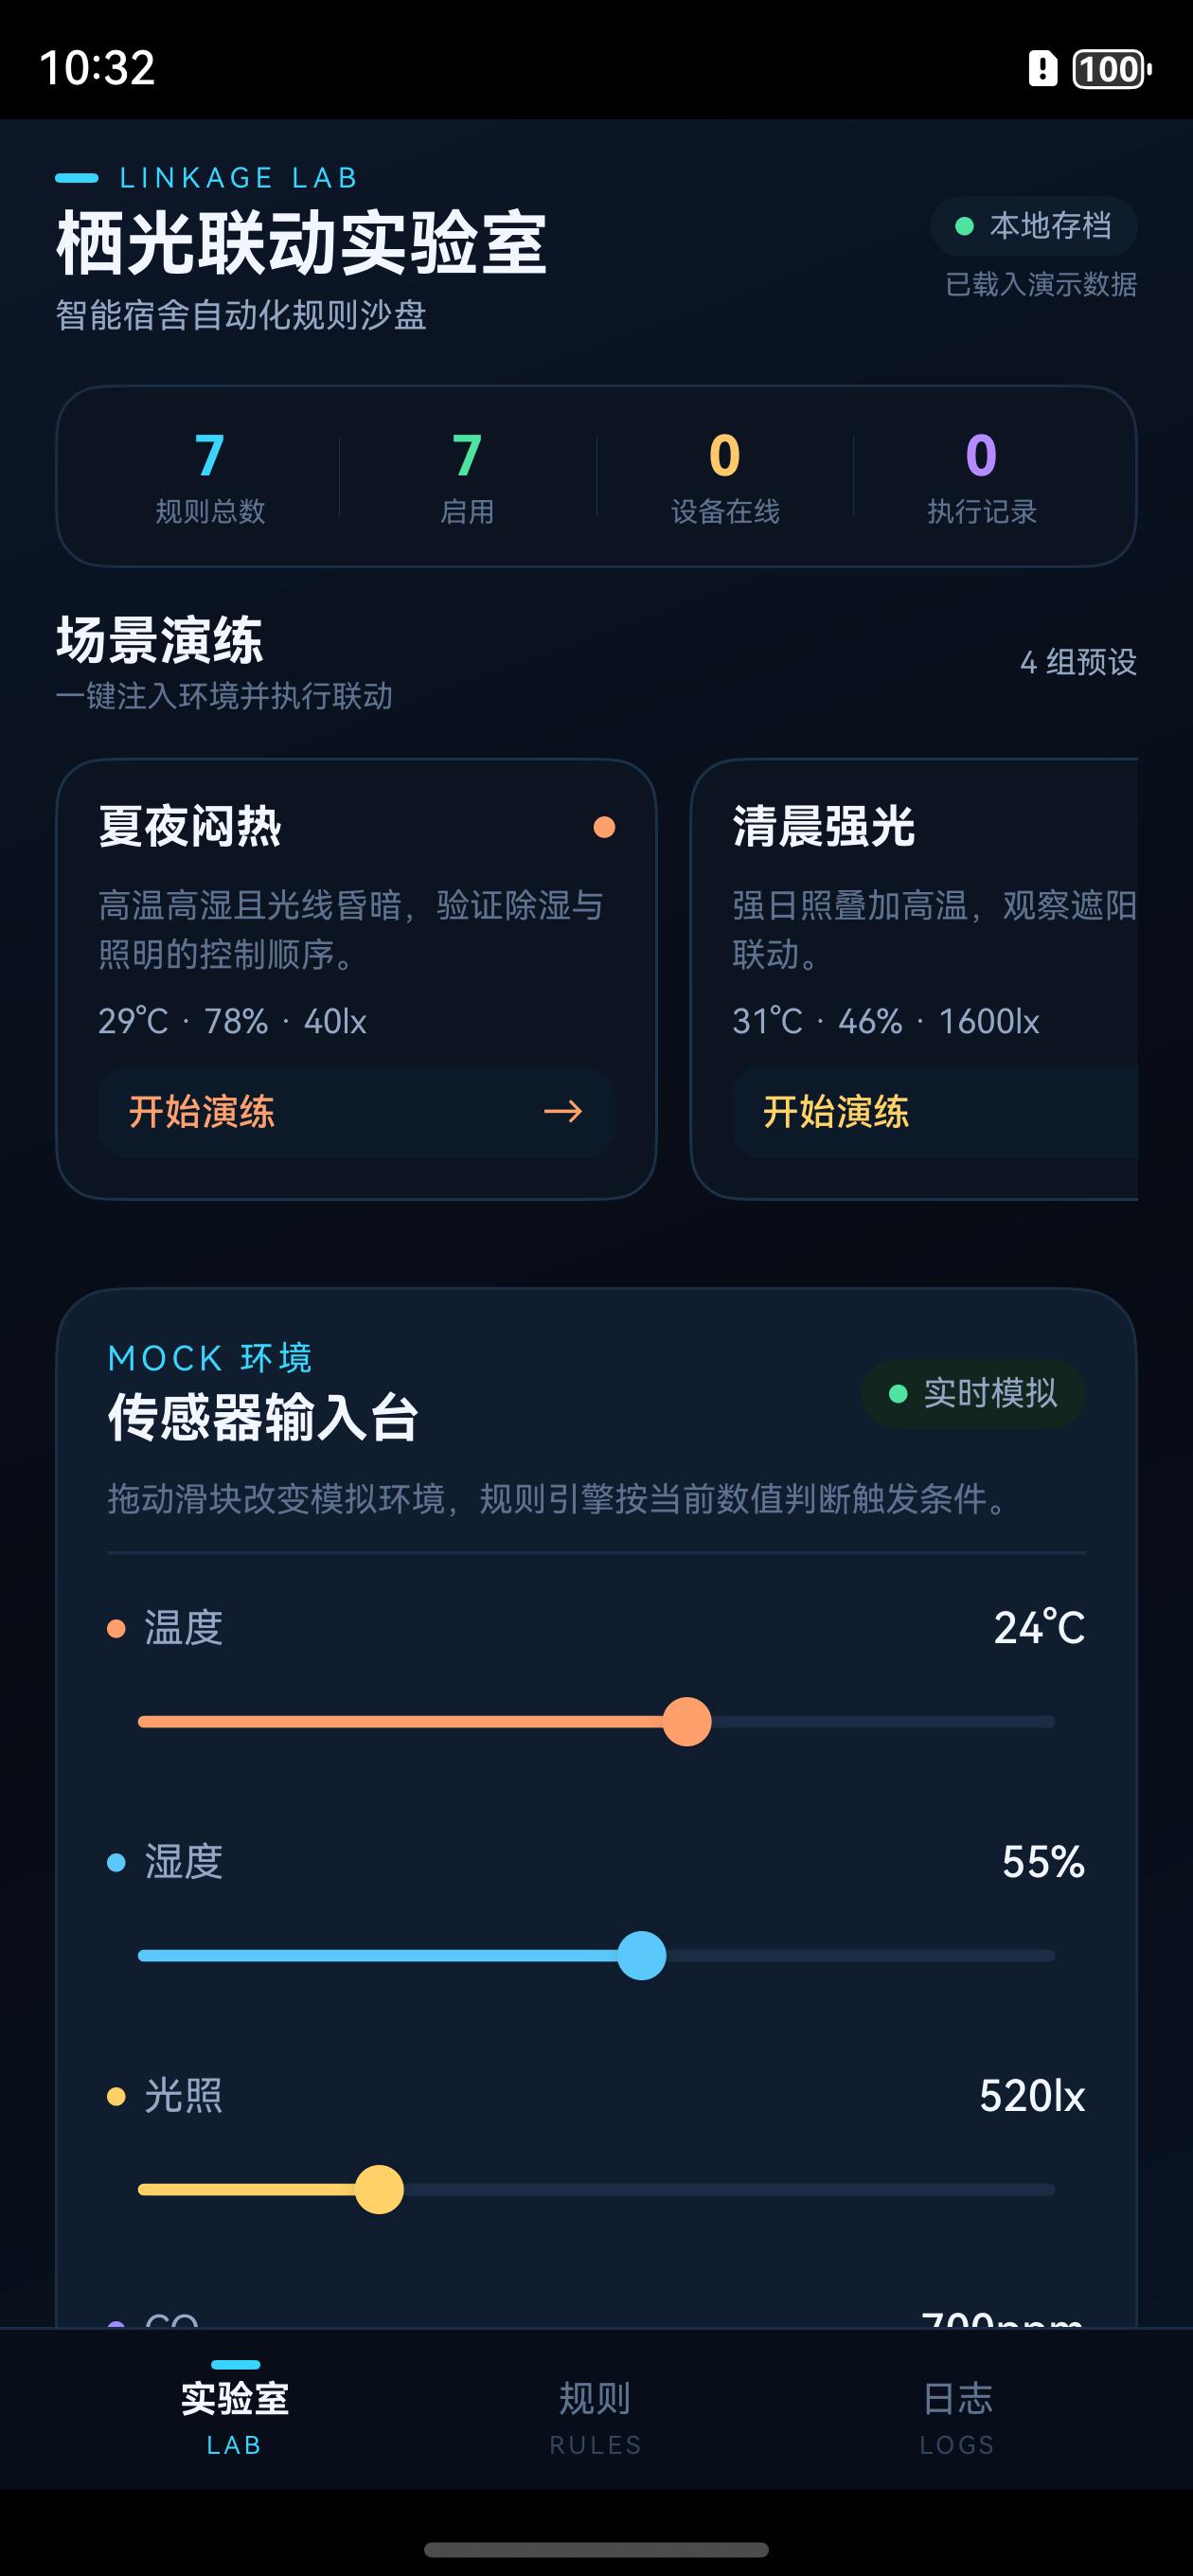 10:32
100
LINKAGE LAB
栖光联动实验室
智能宿舍自动化规则沙盘
本地存档
已载入演示数据
7
规则总数
7
启用
0
设备在线
0
执行记录
场景演练
一键注入环境并执行联动
4 组预设
夏夜闷热
高温高湿且光线昏暗，验证除湿与
照明的控制顺序。
29°C · 78% · 40lx
开始演练 →
清晨强光
强日照叠加高温，观察遮阳
联动。
31°C · 46% · 1600lx
开始演练
MOCK 环境
传感器输入台
实时模拟
拖动滑块改变模拟环境，规则引擎按当前数值判断触发条件。
温度
24°C
湿度
55%
光照
520lx
700ppm
实验室
LAB
规则
RULES
日志
LOGS